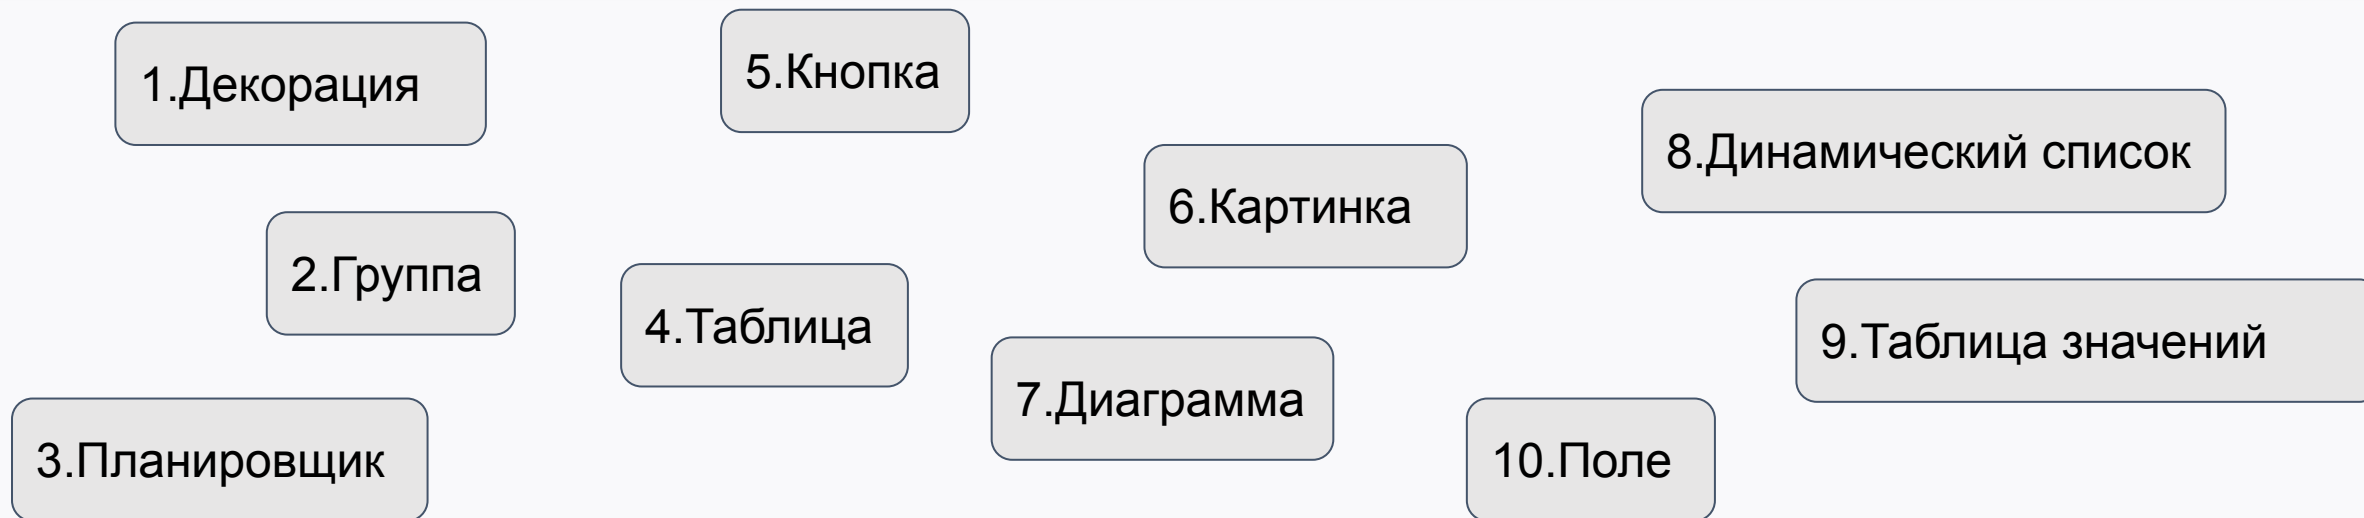 1.Декорация
2.Группа
3.Планировщик
4.Таблица
5.Кнопка
6.Картинка
7.Диаграмма
8.Динамический список
9.Таблица значений
10.Поле